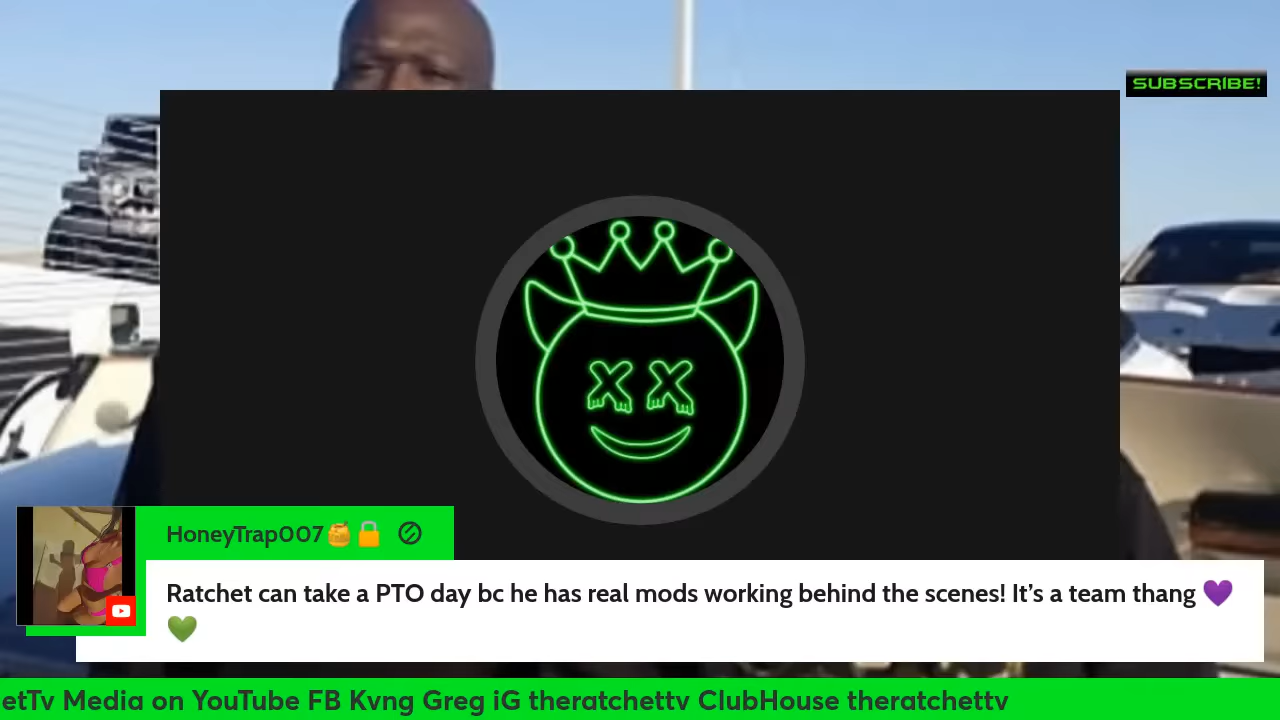 SUBSCRIBE!
HoneyTrap007🍯🔒
Ratchet can take a PTO day bc he has real mods working behind the scenes! It’s a team thang 💜
💚
etTv Media on YouTube FB Kvng Greg iG theratchettv ClubHouse theratchettv